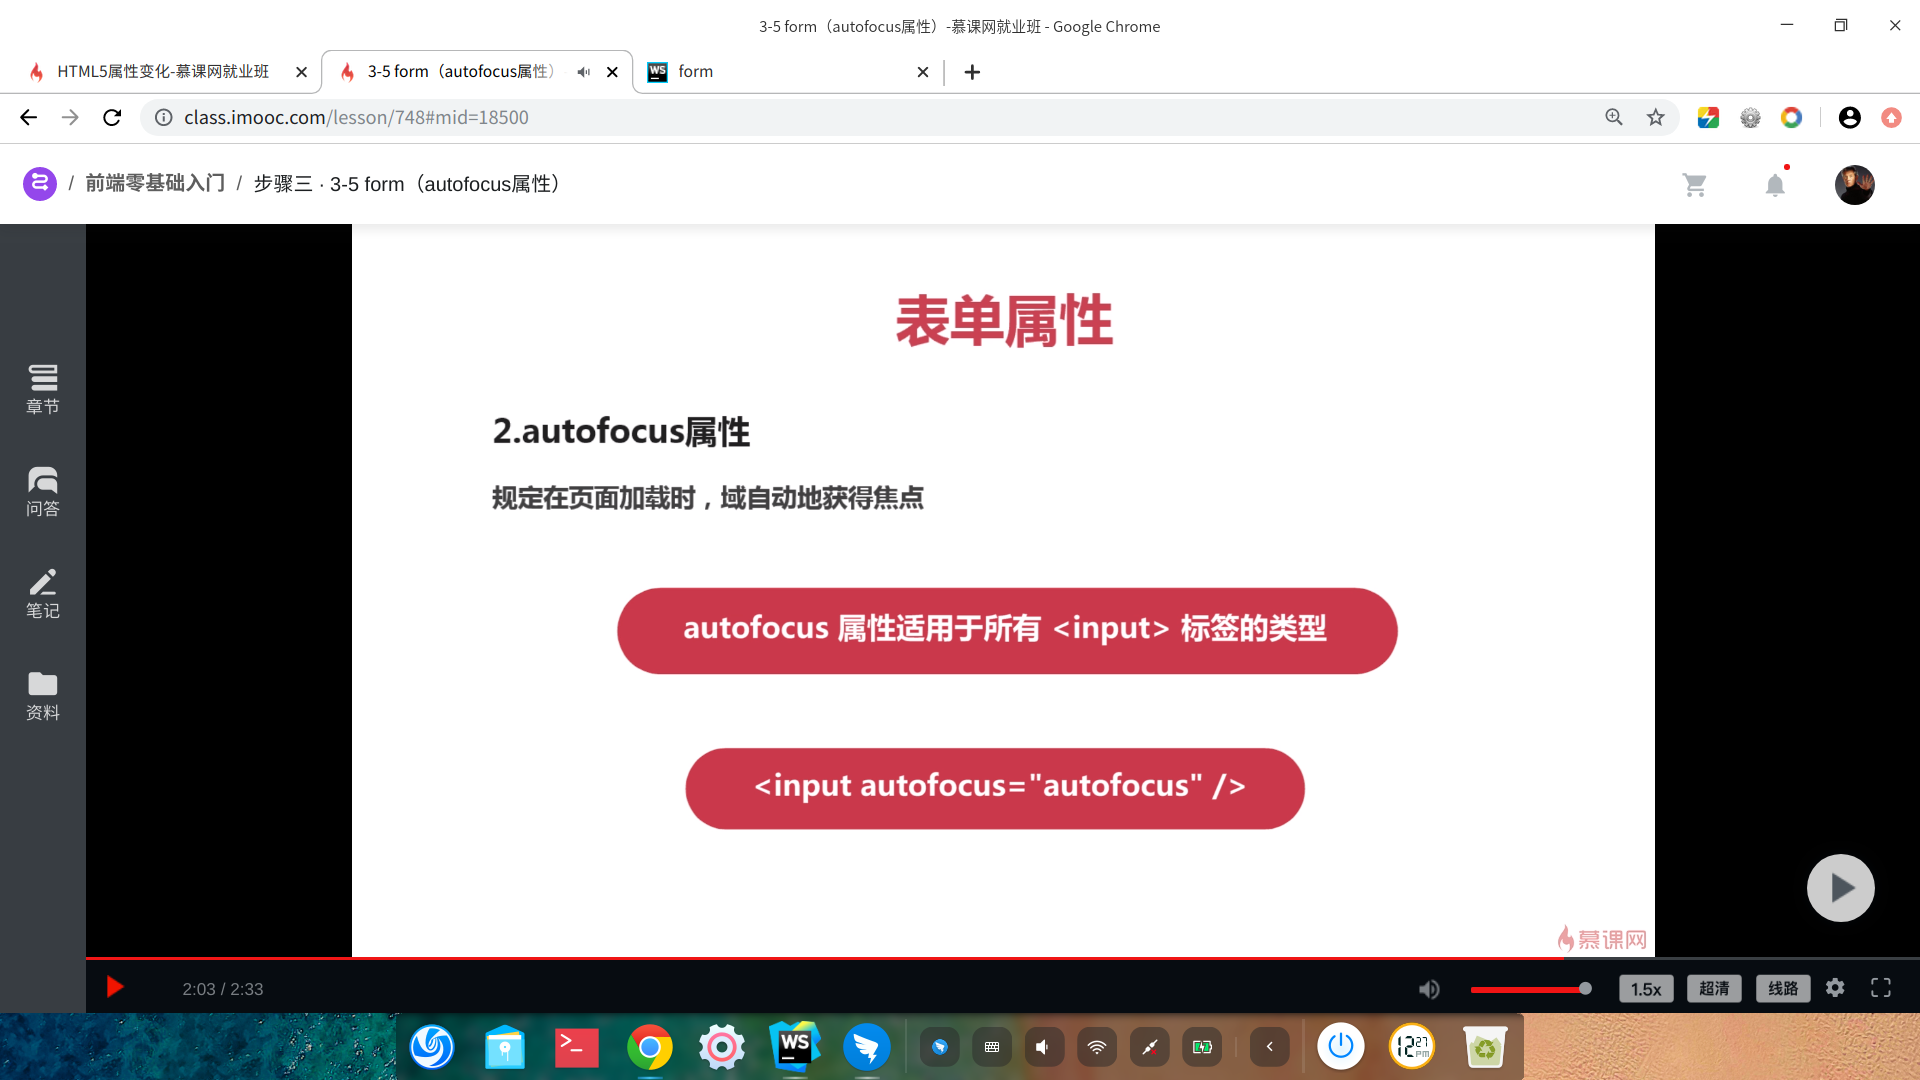 3-5 form（autofocus属性）-慕课网就业班 - Google Chrome
HTML5属性变化-慕课网就业班
3-5 form（autofocus属性）
WS
form
class.imooc.com/lesson/748#mid=18500
/ 前端零基础入门 / 步骤三 · 3-5 form（autofocus属性）
章节
问答
笔记
资料
表单属性
2.autofocus属性
规定在页面加载时，域自动地获得焦点
autofocus 属性适用于所有 <input> 标签的类型
<input autofocus="autofocus" />
慕课网
2:03 / 2:33
1.5x
超清
线路
WS
12 27 PM